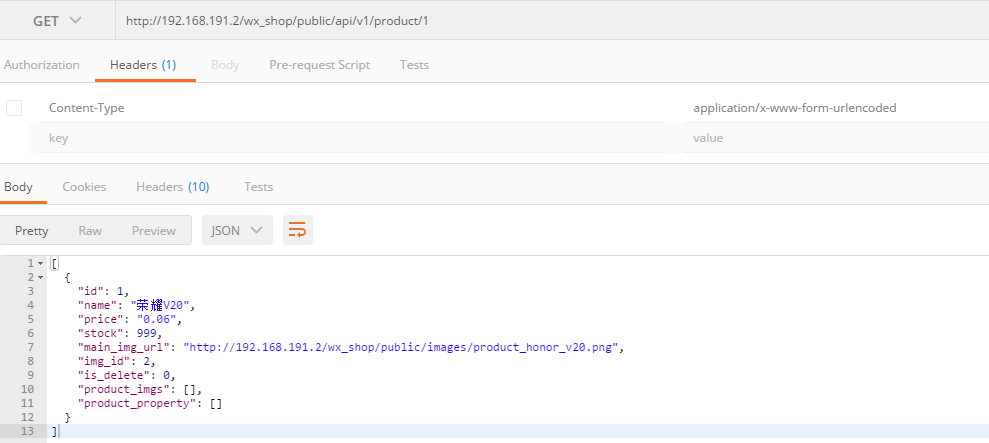 GET http://192.168.191.2/wx_shop/public/api/v1/product/1
Authorization Headers (1) Body Pre-request Script Tests
Content-Type application/x-www-form-urlencoded
key value
Body Cookies Headers (10) Tests
Pretty Raw Preview JSON
1 [
2 {
3 "id": 1,
4 "name": "荣耀V20",
5 "price": "0.06",
6 "stock": 999,
7 "main_img_url": "http://192.168.191.2/wx_shop/public/images/product_honor_v20.png",
8 "img_id": 2,
9 "is_delete": 0,
10 "product_imgs": [],
11 "product_property": []
12 }
13 ]